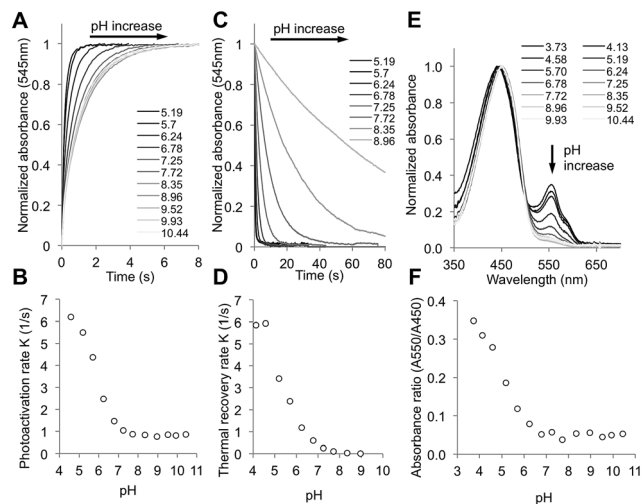 A
pH increase
Normalized absorbance (545nm)
1
0.8
0.6
0.4
0.2
0
0 2 4 6 8
Time (s)
5.19
5.7
6.24
6.78
7.25
7.72
8.35
8.96
9.52
9.93
10.44
C
pH increase
Normalized absorbance (545nm)
1
0.8
0.6
0.4
0.2
0
0 20 40 60 80
Time (s)
5.19
5.7
6.24
6.78
7.25
7.72
8.35
8.96
E
3.73 4.13
4.58 5.19
5.70 6.24
6.78 7.25
7.72 8.35
8.96 9.52
9.93 10.44
pH
increase
Normalized absorbance
1.0
0.8
0.6
0.4
0.2
0.0
350 450 550 650
Wavelength (nm)
B
Photoactivation rate K (1/s)
7
6
5
4
3
2
1
0
4 5 6 7 8 9 10 11
pH
D
Thermal recovery rate K (1/s)
7
6
5
4
3
2
1
0
4 5 6 7 8 9 10
pH
F
Absorbance ratio (A550/A450)
0.4
0.3
0.2
0.1
0.0
3 4 5 6 7 8 9 10 11
pH